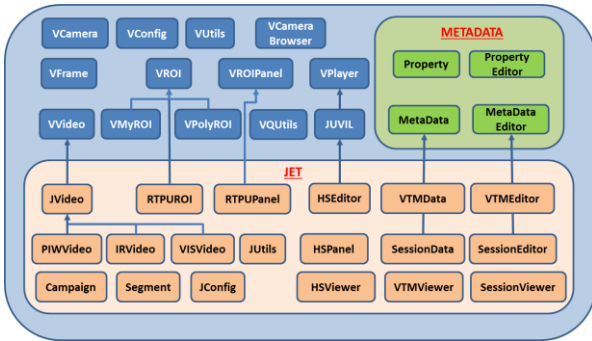 VCamera
VConfig
VUtils
VCamera
Browser
METADATA
VFrame
VROI
VROIPanel
VPlayer
Property
Property
Editor
VVideo
VMyROI
VPolyROI
VQUtils
JUVIL
MetaData
MetaData
Editor
JET
JVideo
RTPUROI
RTPUPanel
HSEditor
VTMData
VTMEditor
PIWVideo
IRVideo
VISVideo
JUtils
HSPanel
SessionData
SessionEditor
Campaign
Segment
JConfig
HSViewer
VTMViewer
SessionViewer